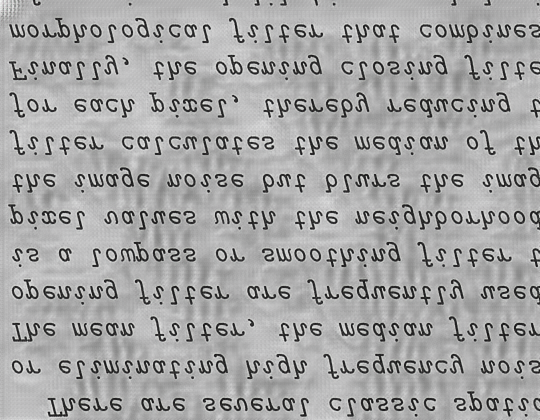 There are several classic spatia
or eliminating high frequency nois
The mean filter, the median filter
opening filter are frequently used
is a lowpass or smoothing filter t
pixel values with the neighborhood
the image noise but blurs the imag
filter calculates the median of th
for each pixel, thereby reducing t
Finally, the opening closing filte
morphological filter that combines